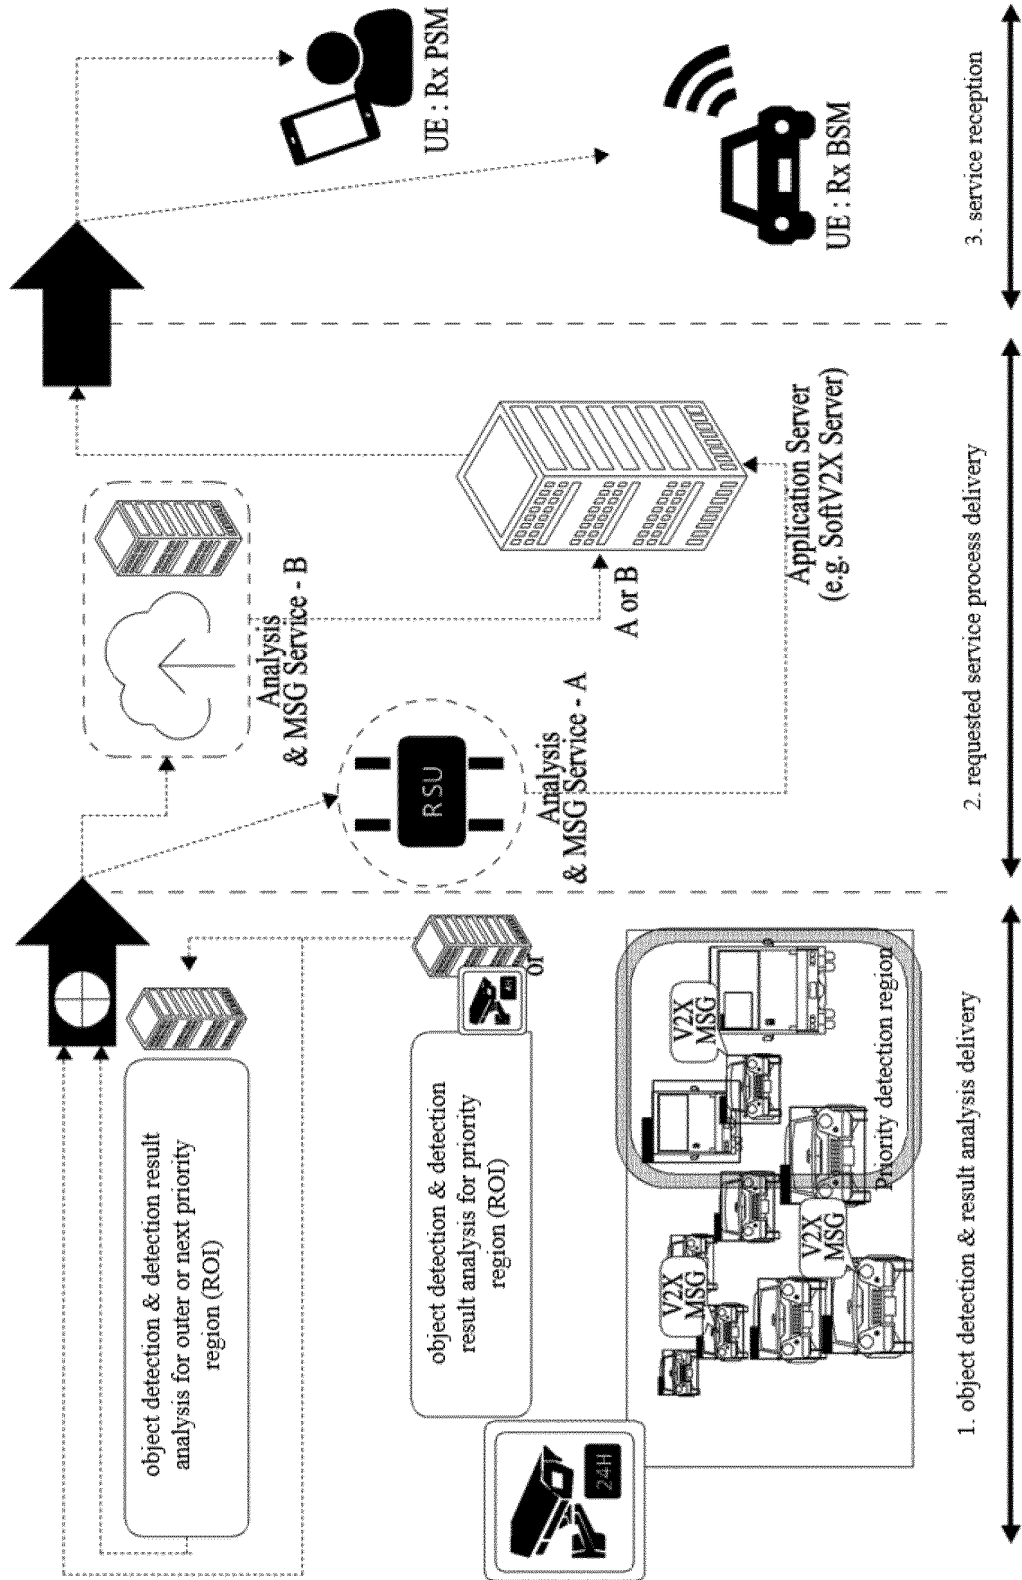 object detection & detection result
analysis for outer or next priority
region (ROI)
object detection & detection
result analysis for priority
region (ROI)
or
24H
V2X
MSG
V2X
MSG
V2X
MSG
Priority detection region
1. object detection & result analysis delivery
Analysis
& MSG Service - B
RSU
Analysis
& MSG Service - A
A or B
Application Server
(e.g. SoftV2X Server)
2. requested service process delivery
UE : Rx PSM
UE : Rx BSM
3. service reception